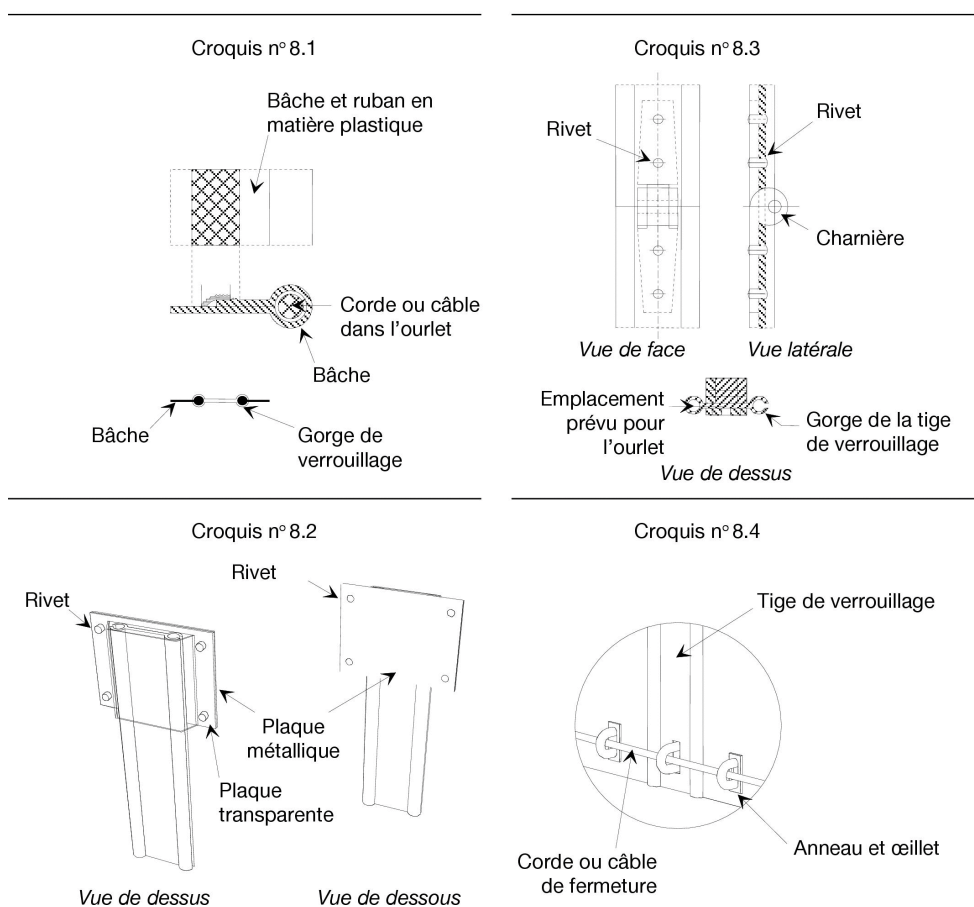 Croquis n° 8.1
Bâche et ruban en
matière plastique
Corde ou câble
dans l'ourlet
Bâche
Bâche
Gorge de
verrouillage
Croquis n° 8.3
Rivet
Rivet
Charnière
Vue de face
Vue latérale
Emplacement
prévu pour
l'ourlet
Gorge de la tige
de verrouillage
Vue de dessus
Croquis n° 8.2
Rivet
Rivet
Plaque
métallique
Plaque
transparente
Vue de dessus
Vue de dessous
Croquis n° 8.4
Tige de verrouillage
Corde ou câble
de fermeture
Anneau et œillet